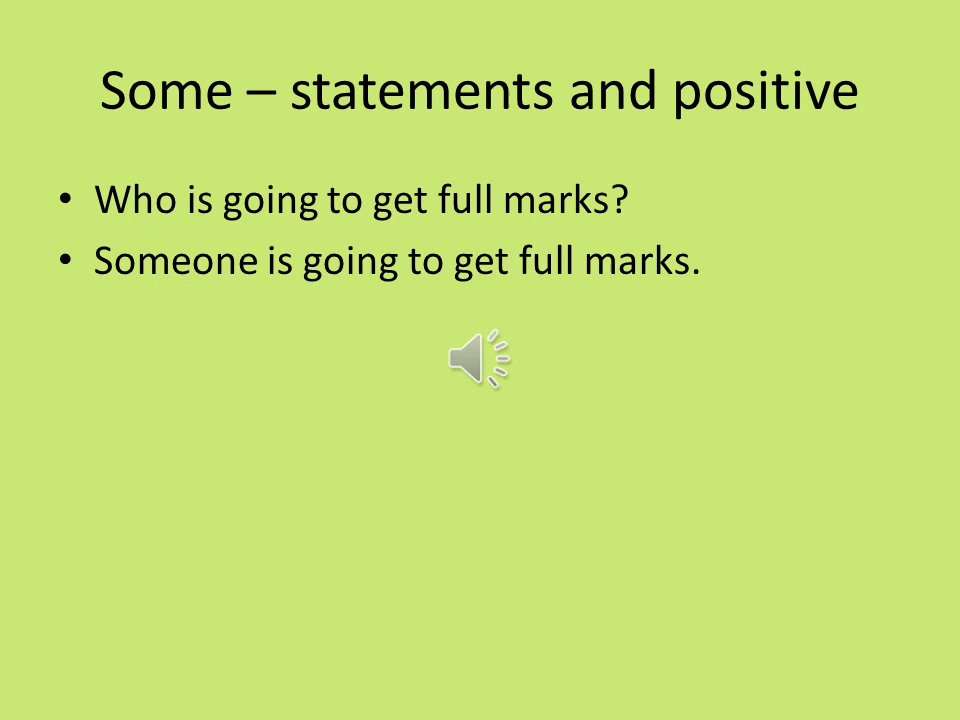 Some – statements and positive
• Who is going to get full marks?
• Someone is going to get full marks.